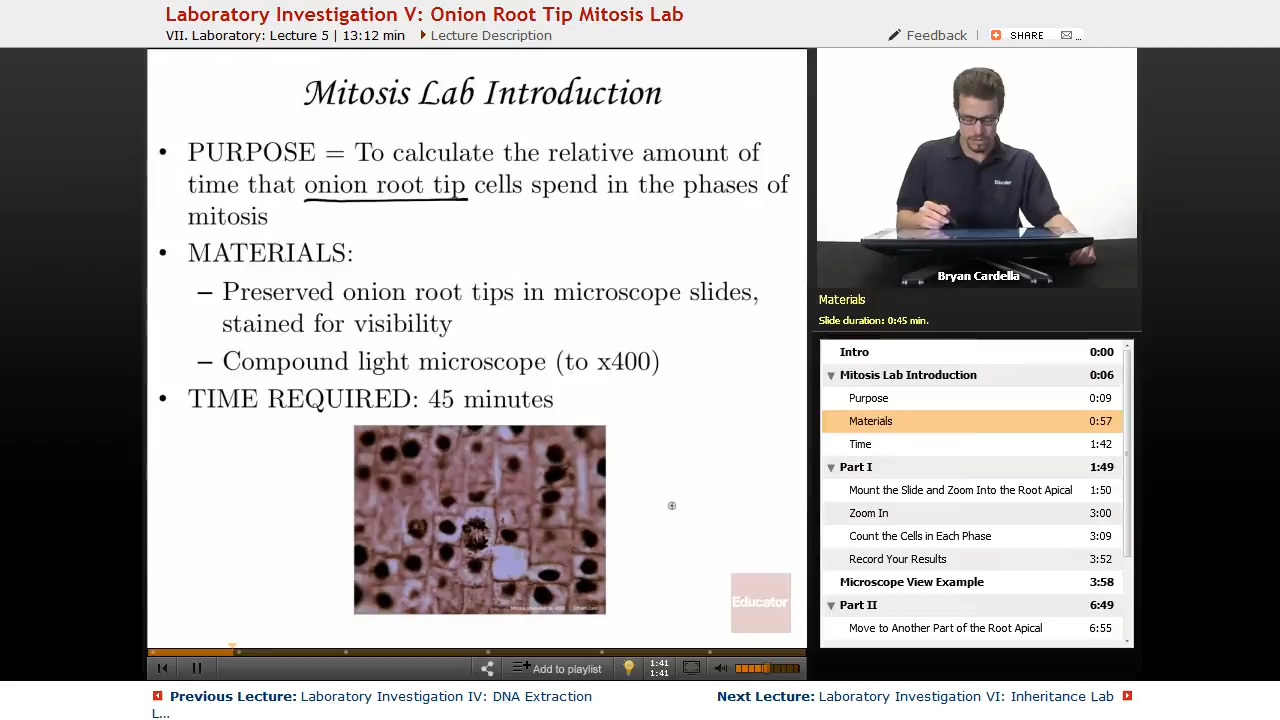 Laboratory Investigation V: Onion Root Tip Mitosis Lab
VII. Laboratory: Lecture 5 | 13:12 min
Lecture Description
Feedback
SHARE
Mitosis Lab Introduction
• PURPOSE = To calculate the relative amount of
time that onion root tip cells spend in the phases of
mitosis
• MATERIALS:
– Preserved onion root tips in microscope slides,
stained for visibility
– Compound light microscope (to x400)
• TIME REQUIRED: 45 minutes
Educator
Educator
Bryan Cardella
Materials
Slide duration: 0:45 min.
Intro 0:00
Mitosis Lab Introduction 0:06
Purpose 0:09
Materials 0:57
Time 1:42
Part I 1:49
Mount the Slide and Zoom Into the Root Apical 1:50
Zoom In 3:00
Count the Cells in Each Phase 3:09
Record Your Results 3:52
Microscope View Example 3:58
Part II 6:49
Move to Another Part of the Root Apical 6:55
Add to playlist
1:41
1:41
Previous Lecture: Laboratory Investigation IV: DNA Extraction
L...
Next Lecture: Laboratory Investigation VI: Inheritance Lab